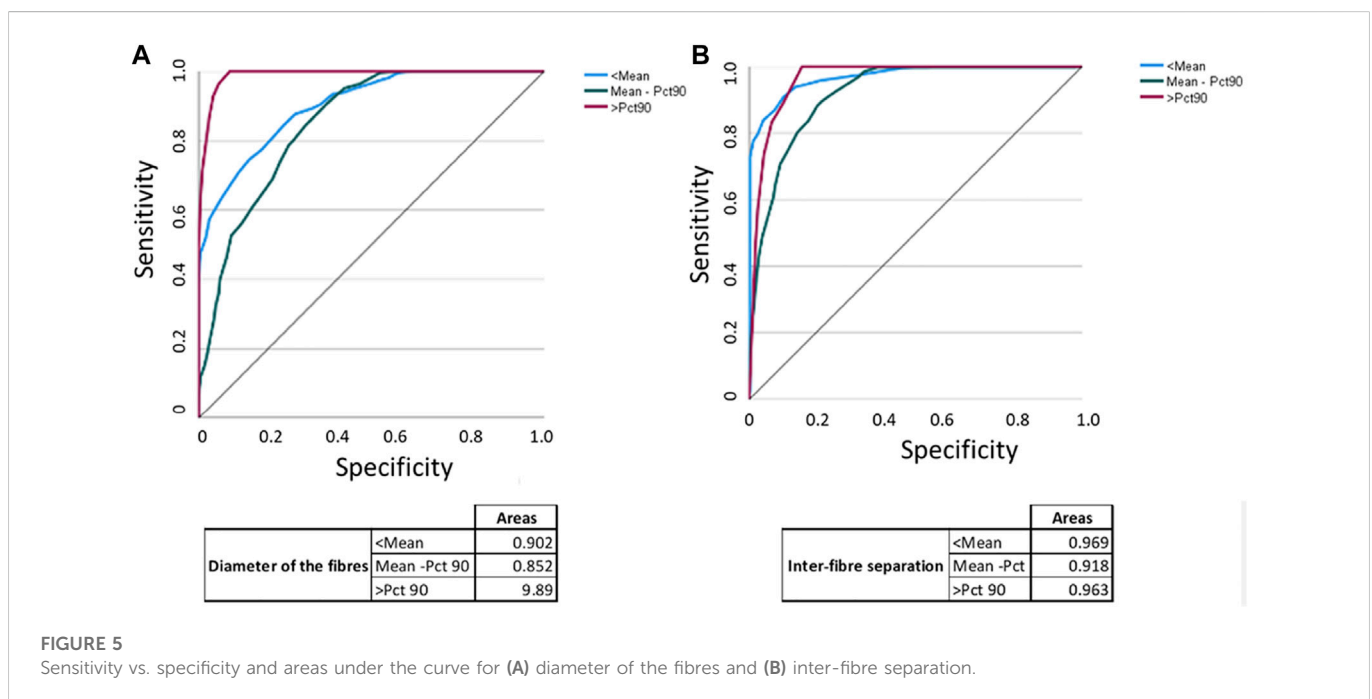 A
1.0
0.8
0.6
0.4
0.2
0
Sensitivity
0 0.2 0.4 0.6 0.8 1.0
Specificity
<Mean
Mean - Pct90
>Pct90
B
1.0
0.8
0.6
0.4
0.2
0
Sensitivity
0 0.2 0.4 0.6 0.8 1.0
Specificity
<Mean
Mean - Pct90
>Pct90
Areas
Diameter of the fibres
<Mean 0.902
Mean -Pct 90 0.852
>Pct 90 9.89
Areas
Inter-fibre separation
<Mean 0.969
Mean -Pct 0.918
>Pct 90 0.963
FIGURE 5
Sensitivity vs. specificity and areas under the curve for (A) diameter of the fibres and (B) inter-fibre separation.